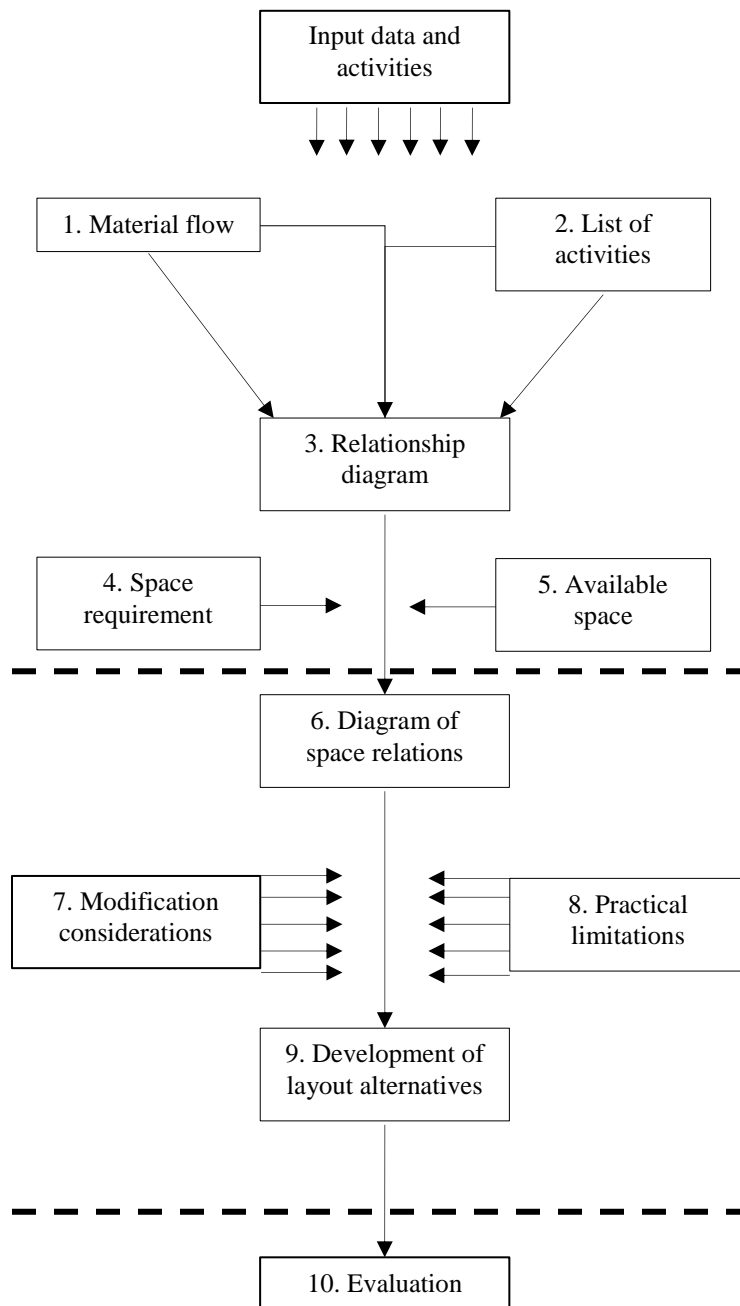 Input data and
activities
1. Material flow
2. List of
activities
3. Relationship
diagram
4. Space
requirement
5. Available
space
6. Diagram of
space relations
7. Modification
considerations
8. Practical
limitations
9. Development of
layout alternatives
10. Evaluation